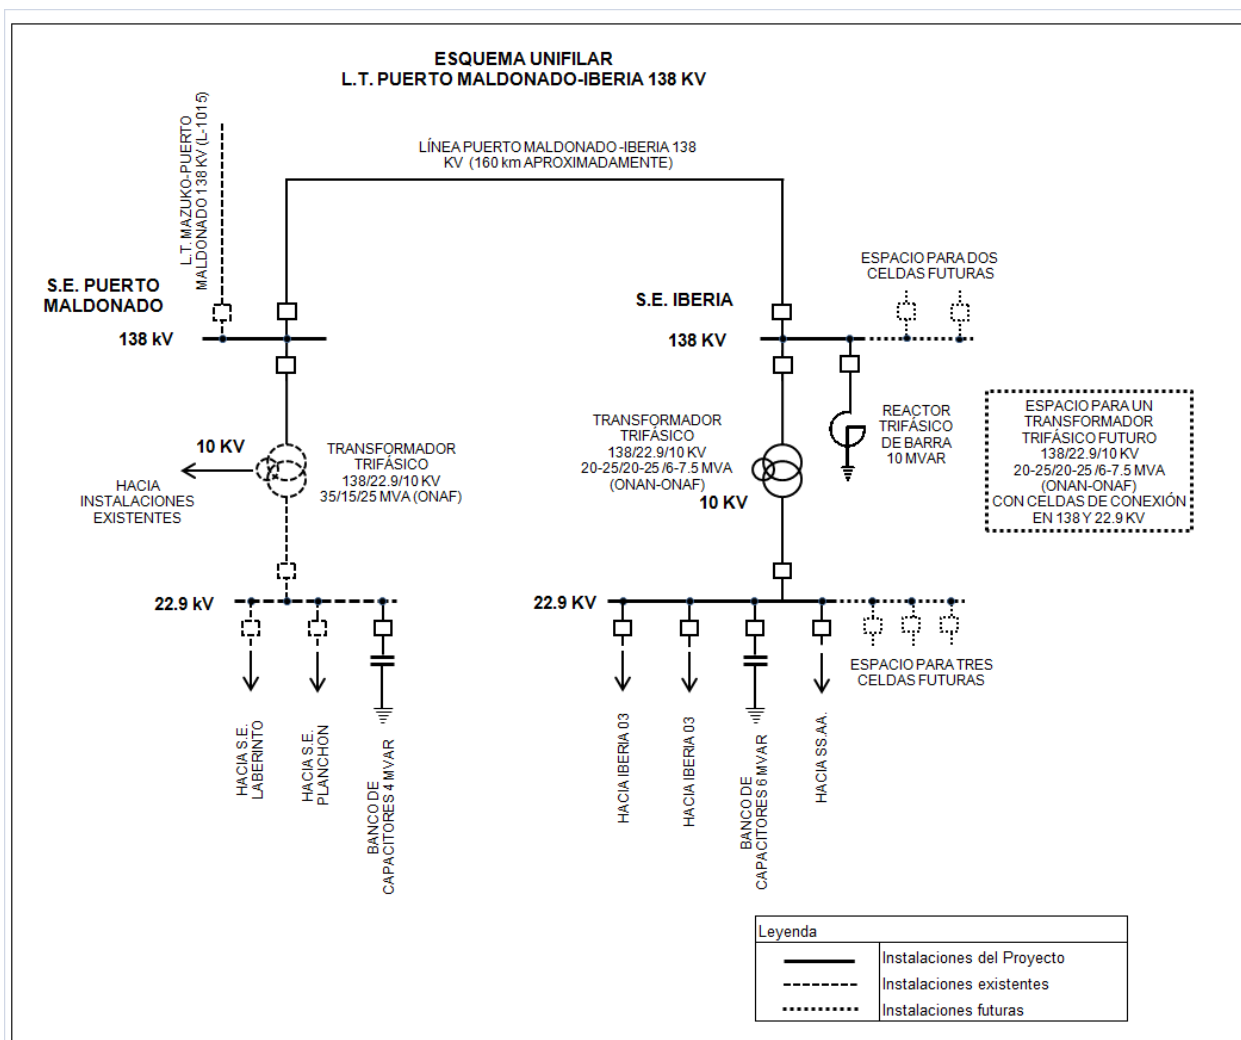 ESQUEMA UNIFILAR
L.T. PUERTO MALDONADO-IBERIA 138 KV
L.T. MAZUKO-PUERTO
MALDONADO 138 KV (L-1015)
LÍNEA PUERTO MALDONADO-IBERIA 138
KV (160 km APROXIMADAMENTE)
S.E. PUERTO
MALDONADO
138 kV
S.E. IBERIA
138 KV
ESPACIO PARA DOS
CELDAS FUTURAS
10 KV
HACIA
INSTALACIONES
EXISTENTES
TRANSFORMADOR
TRIFÁSICO
138/22.9/10 KV
35/15/25 MVA (ONAF)
TRANSFORMADOR
TRIFÁSICO
138/22.9/10 KV
20-25/20-25/6-7.5 MVA
(ONAN-ONAF)
10 KV
REACTOR
TRIFÁSICO
DE BARRA
10 MVAR
ESPACIO PARA UN
TRANSFORMADOR
TRIFÁSICO FUTURO
138/22.9/10 KV
20-25/20-25 /6-7.5 MVA
(ONAN-ONAF)
CON CELDAS DE CONEXIÓN
EN 138 Y 22.9 KV
22.9 kV
22.9 KV
ESPACIO PARA TRES
CELDAS FUTURAS
HACIA S.E.
LABERINTO
HACIA S.E.
PLANCHON
BANCO DE
CAPACITORES 4 MVAR
HACIA IBERIA 03
HACIA IBERIA 03
BANCO DE
CAPACITORES 6 MVAR
HACIA SS.AA.
Leyenda
Instalaciones del Proyecto
Instalaciones existentes
Instalaciones futuras